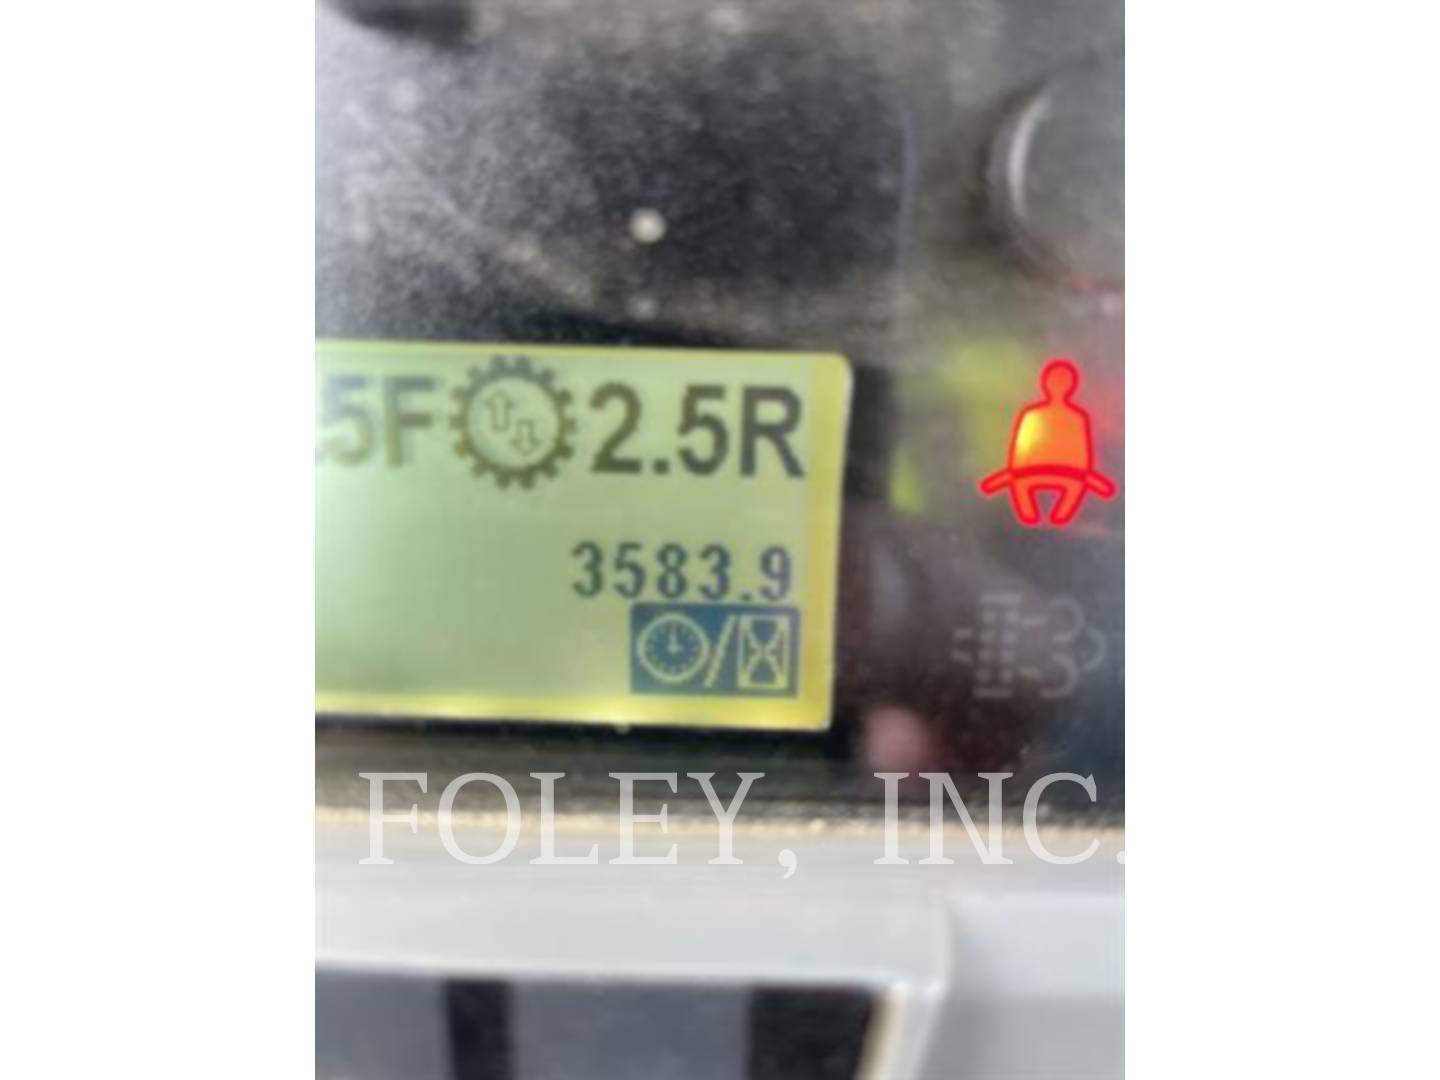 .5F 2.5R
3583.9
FOLEY, INC.